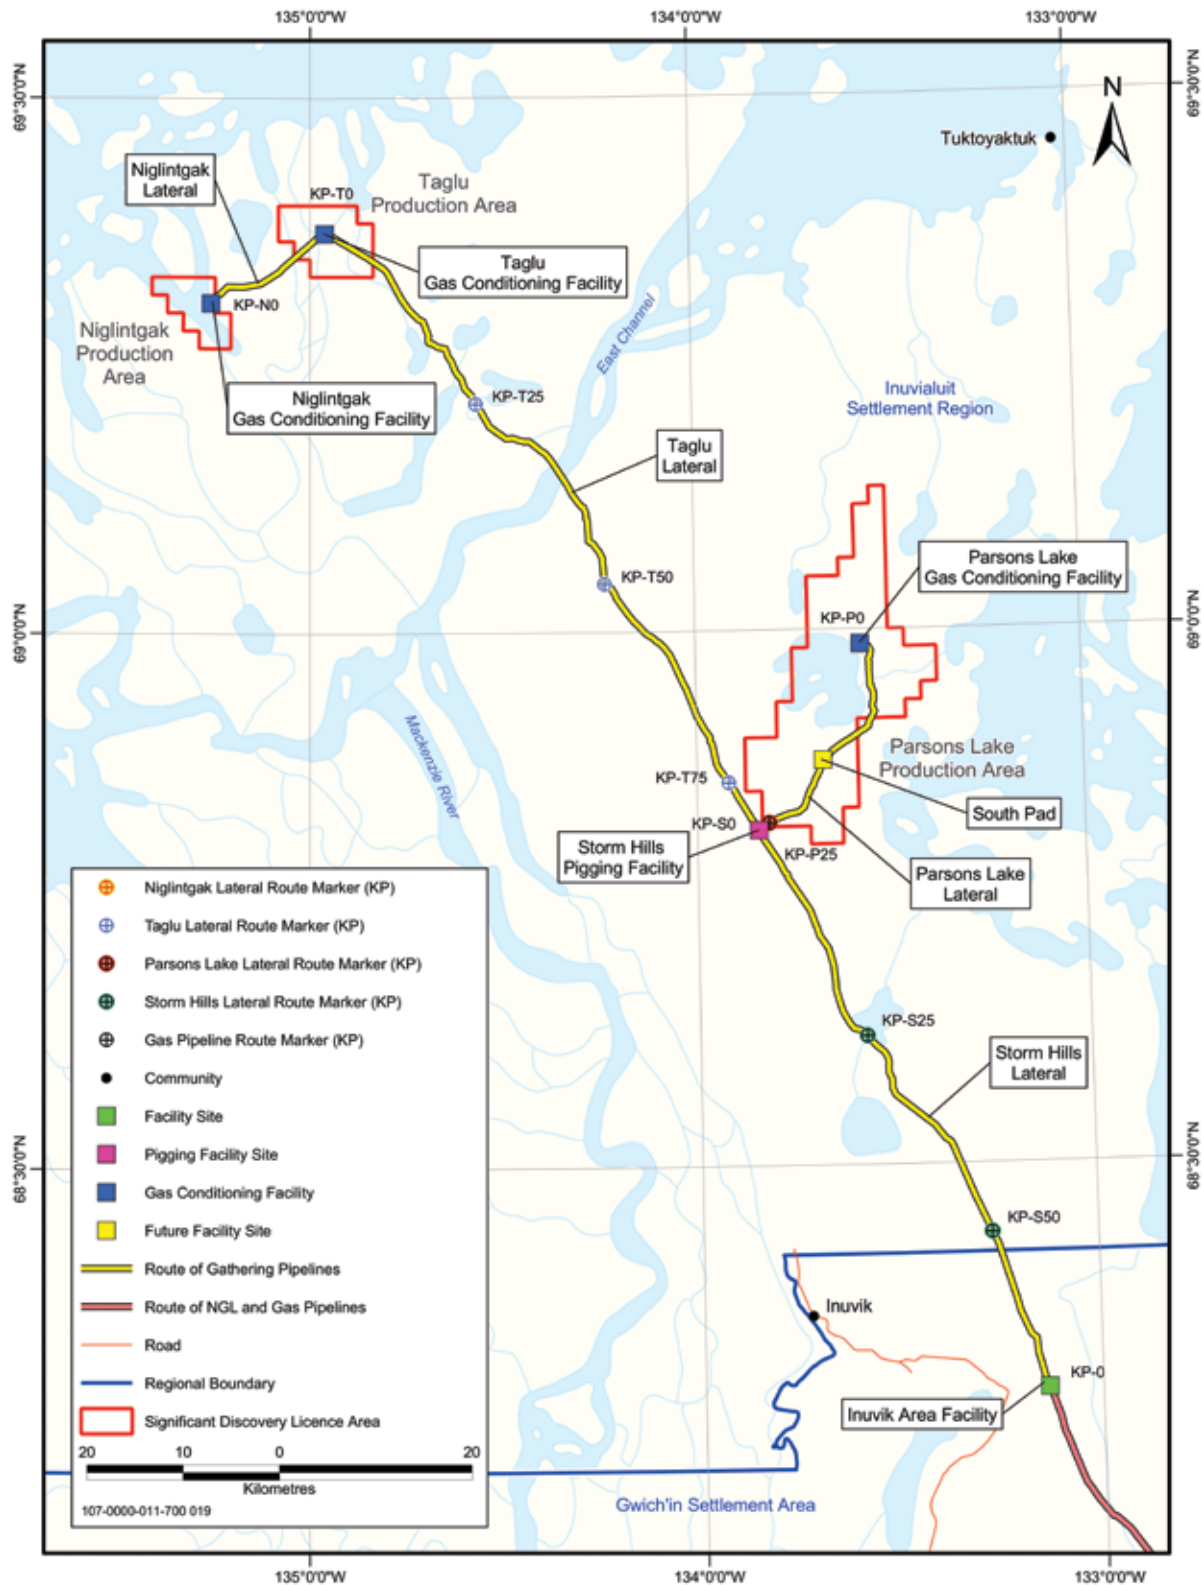 135°0'0"W
134°0'0"W
133°0'0"W
69°30'0"N
69°30'0"N
N
Tuktoyaktuk
Niglintgak
Lateral
KP-T0
Taglu
Production Area
Taglu
Gas Conditioning Facility
KP-N0
Niglintgak
Production
Area
Niglintgak
Gas Conditioning Facility
East Channel
KP-T25
Inuvialuit
Settlement Region
Taglu
Lateral
Parsons Lake
Gas Conditioning Facility
KP-T50
KP-P0
69°0'0"N
69°0'0"N
Mackenzie River
Parsons Lake
Production Area
KP-T75
South Pad
KP-S0
Storm Hills
Pigging Facility
KP-P25
Parsons Lake
Lateral
Niglintgak Lateral Route Marker (KP)
Taglu Lateral Route Marker (KP)
Parsons Lake Lateral Route Marker (KP)
Storm Hills Lateral Route Marker (KP)
Gas Pipeline Route Marker (KP)
Community
Facility Site
Pigging Facility Site
Gas Conditioning Facility
Future Facility Site
Route of Gathering Pipelines
Route of NGL and Gas Pipelines
Road
Regional Boundary
Significant Discovery Licence Area
20 10 0 20
Kilometres
107-0000-011-700 019
KP-S25
Storm Hills
Lateral
68°30'0"N
68°30'0"N
KP-S50
Inuvik
KP-0
Inuvik Area Facility
Gwich'in Settlement Area
135°0'0"W
134°0'0"W
133°0'0"W